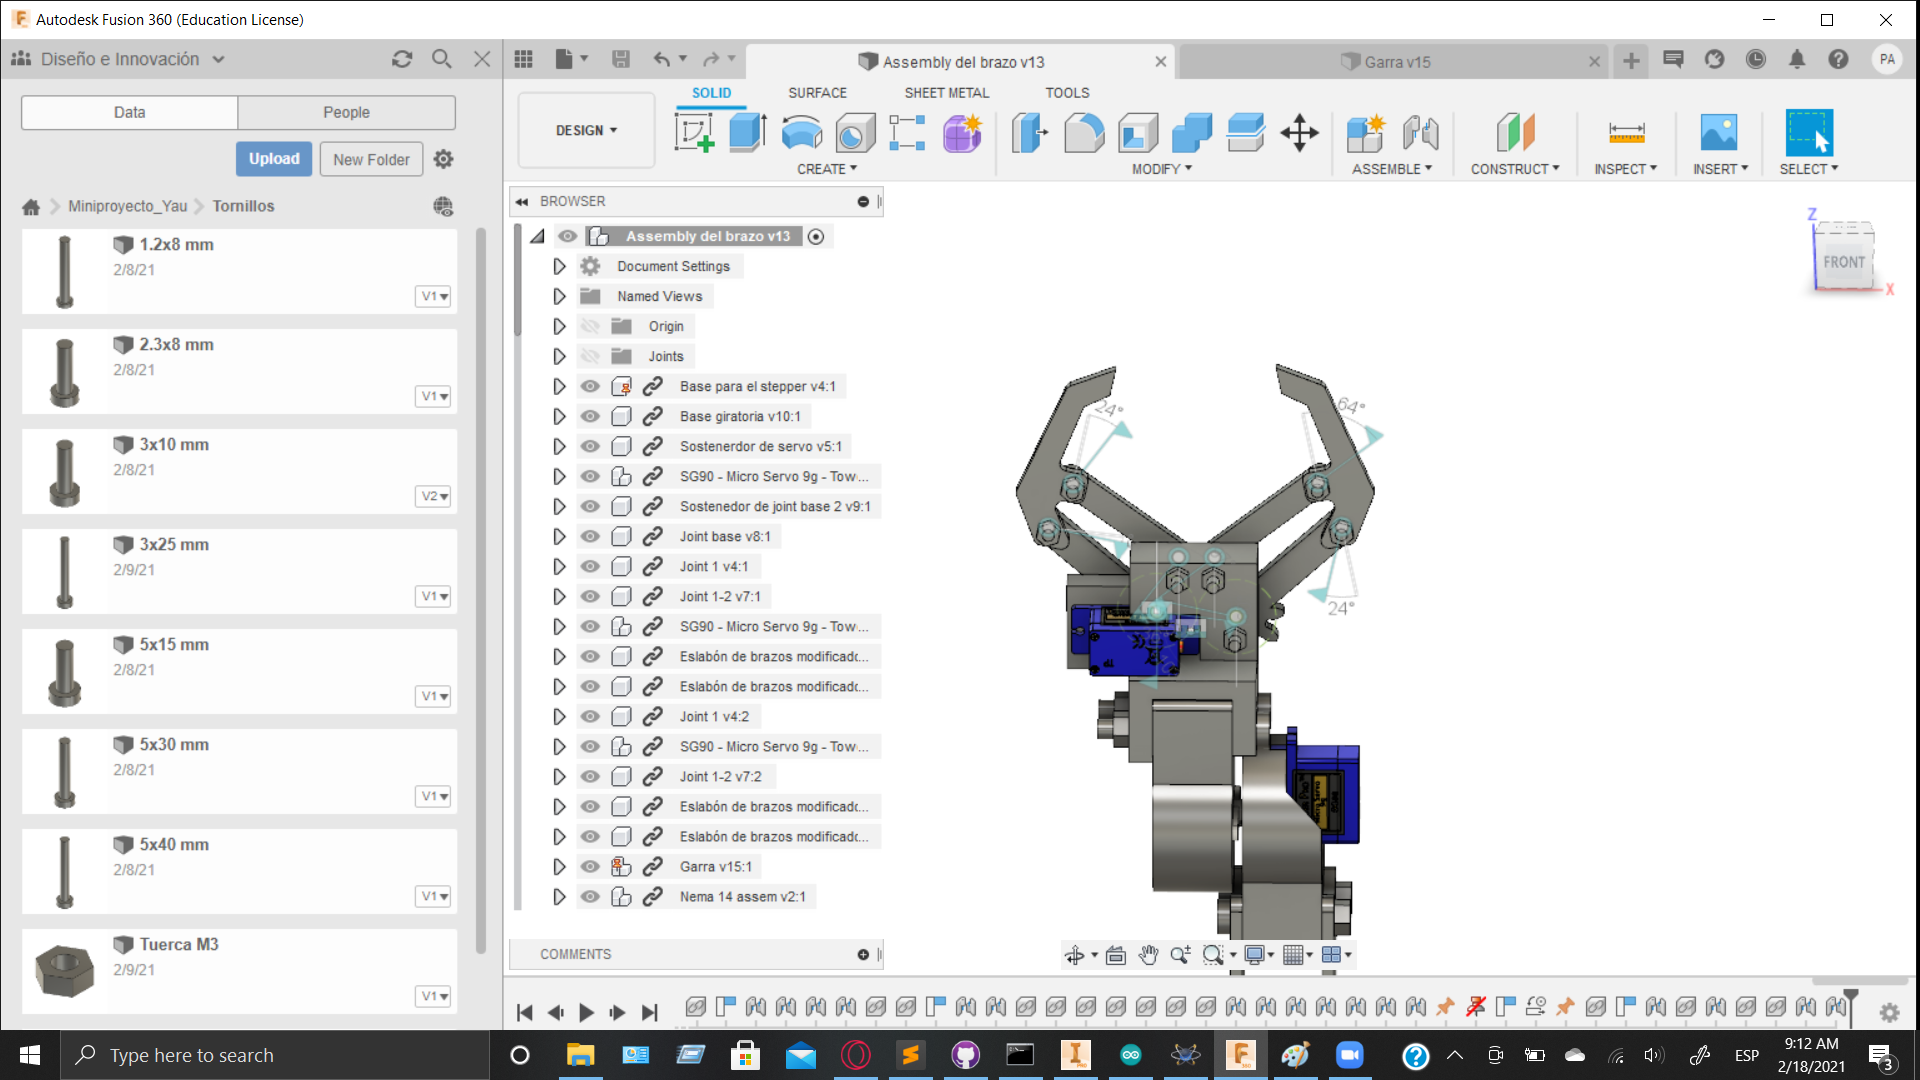 Autodesk Fusion 360 (Education License)
Diseño e Innovación
Assembly del brazo v13
Garra v15
PA
Data
People
Upload
New Folder
Miniproyecto_Yau
Tornillos
1.2x8 mm
2/8/21
V1
2.3x8 mm
2/8/21
V1
3x10 mm
2/8/21
V2
3x25 mm
2/9/21
V1
5x15 mm
2/8/21
V1
5x30 mm
2/8/21
V1
5x40 mm
2/8/21
V1
Tuerca M3
2/9/21
V1
DESIGN
SOLID
SURFACE
SHEET METAL
TOOLS
CREATE
MODIFY
ASSEMBLE
CONSTRUCT
INSPECT
INSERT
SELECT
BROWSER
Assembly del brazo v13
Document Settings
Named Views
Origin
Joints
Base para el stepper v4:1
Base giratoria v10:1
Sostenerdor de servo v5:1
SG90 - Micro Servo 9g - Tow...
Sostenedor de joint base 2 v9:1
Joint base v8:1
Joint 1 v4:1
Joint 1-2 v7:1
SG90 - Micro Servo 9g - Tow...
Eslabón de brazos modificadc...
Eslabón de brazos modificadc...
Joint 1 v4:2
SG90 - Micro Servo 9g - Tow...
Joint 1-2 v7:2
Eslabón de brazos modificadc...
Eslabón de brazos modificadc...
Garra v15:1
Nema 14 assem v2:1
COMMENTS
Z
FRONT
X
24°
64°
24°
Type here to search
ESP
9:12 AM
2/18/2021
3